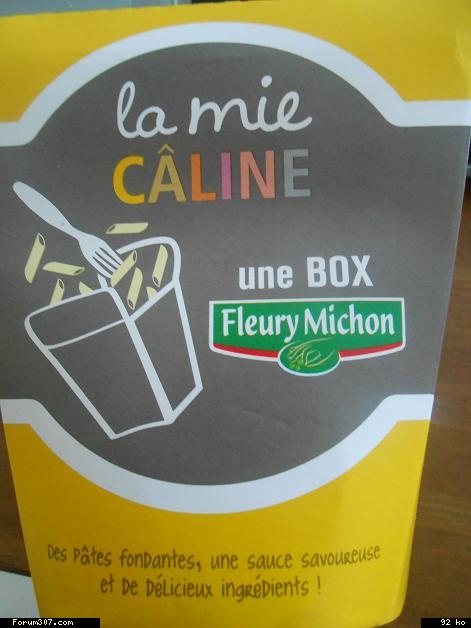 la mie
CÂLINE
une BOX
Fleury Michon
Des pâtes fondantes, une sauce savoureuse
et de délicieux ingrédients !
Forum307.com
92 ko